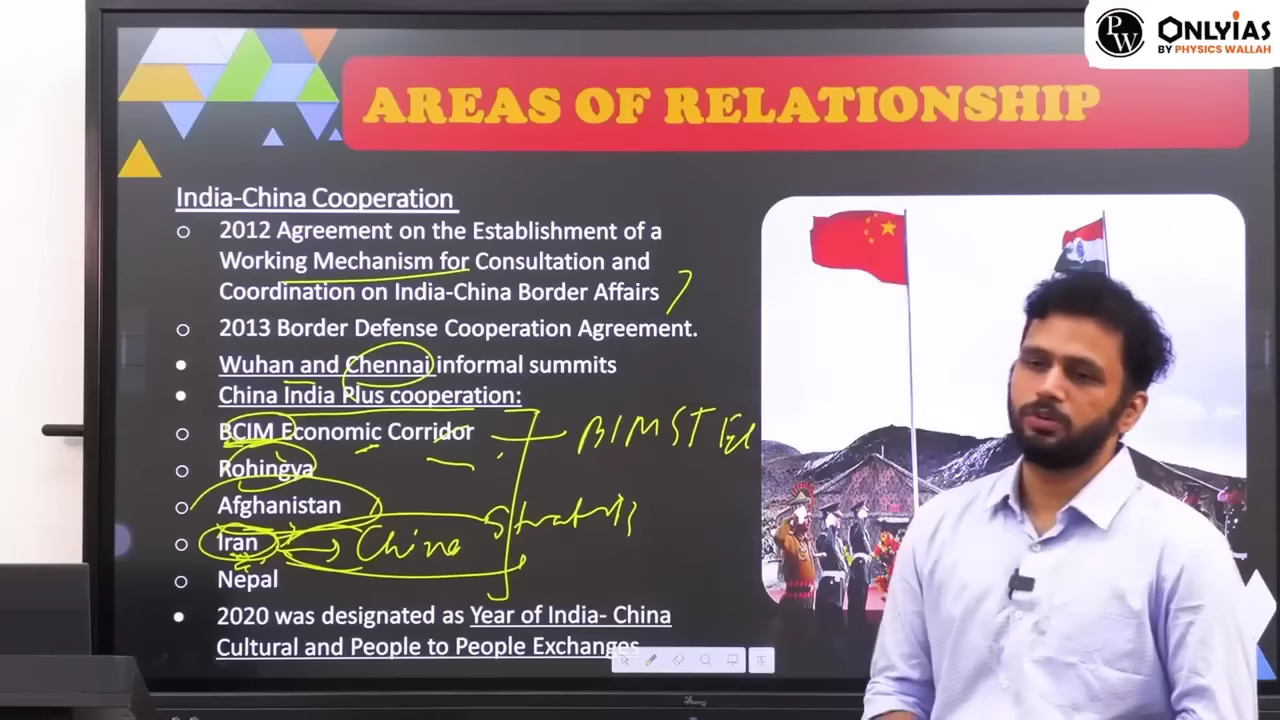 PW ONLYIAS
BY PHYSICS WALLAH
AREAS OF RELATIONSHIP
India-China Cooperation
2012 Agreement on the Establishment of a
Working Mechanism for Consultation and
Coordination on India-China Border Affairs
2013 Border Defense Cooperation Agreement.
Wuhan and Chennai informal summits
China India Plus cooperation:
BCIM Economic Corridor
BIMSTEC
Rohingya
Afghanistan
Iran
China
Nepal
2020 was designated as Year of India- China
Cultural and People to People Exchanges